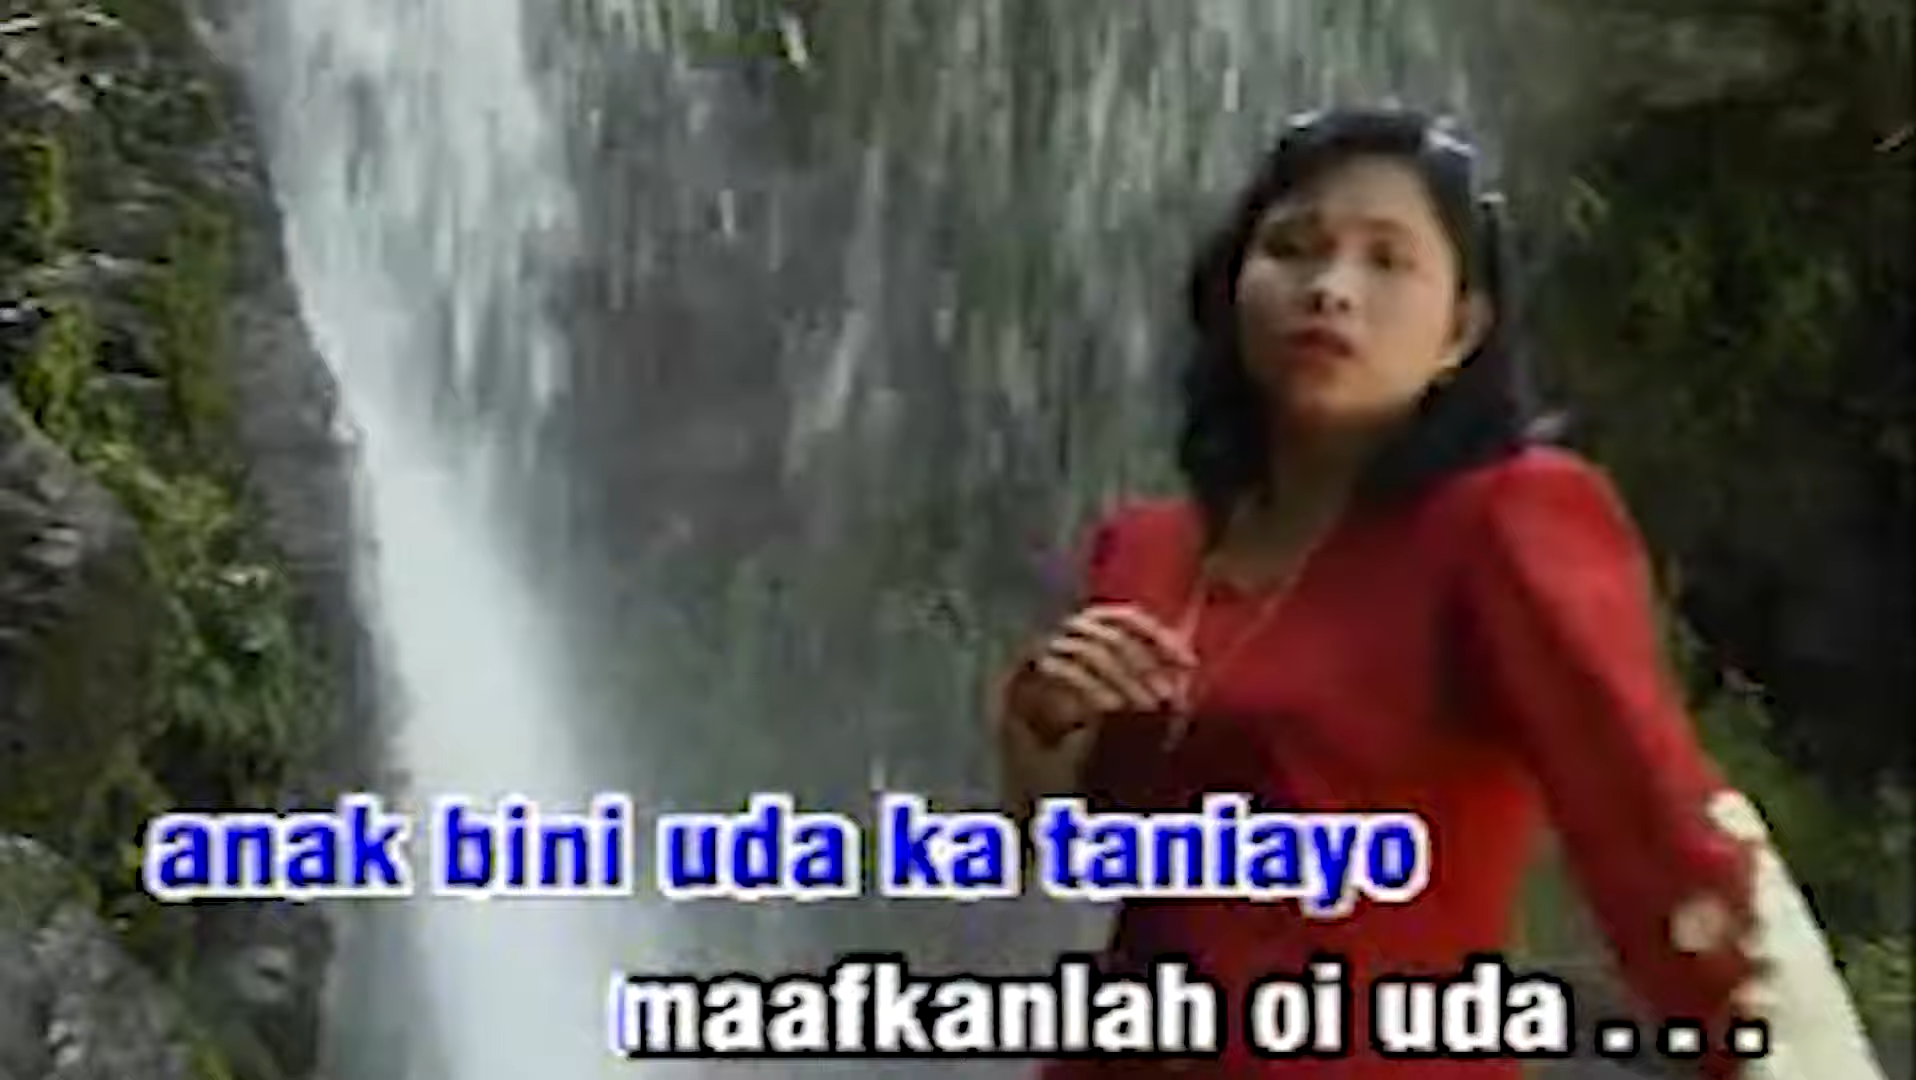 anak bini uda ka taniayo
maafkanlah oi uda . . .